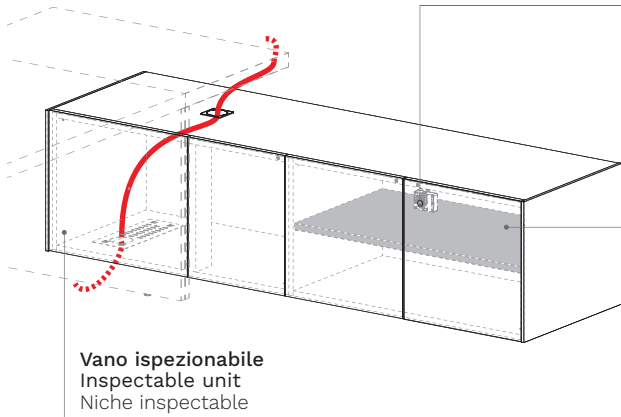 Vano ispezionabile
Inspectable unit
Niche inspectable